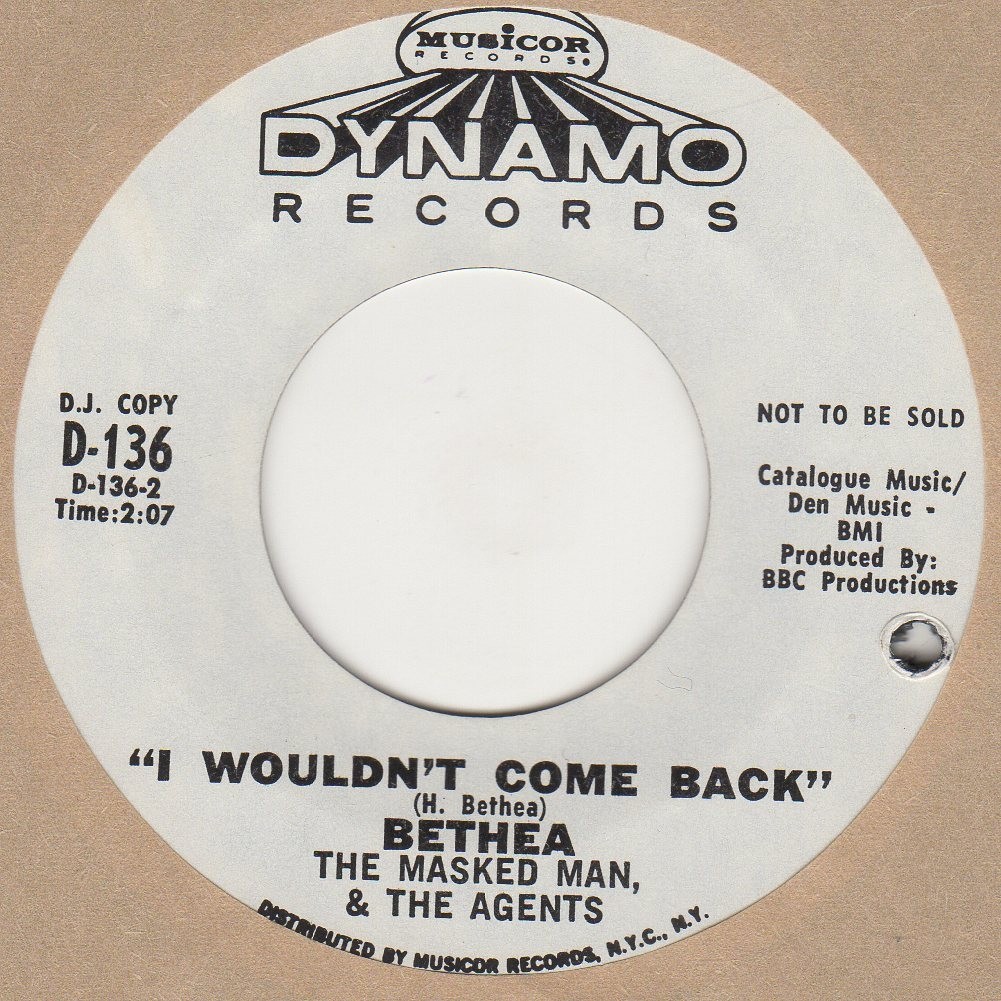 MUSICOR
RECORDS
DYNAMO
RECORDS
D.J. COPY
D-136
D-136-2
Time:2:07
NOT TO BE SOLD
Catalogue Music/
Den Music -
BMI
Produced By:
BBC Productions
"I WOULDN'T COME BACK"
(H. Bethea)
BETHEA
THE MASKED MAN,
& THE AGENTS
DISTRIBUTED BY MUSICOR RECORDS, N.Y.C., N.Y.